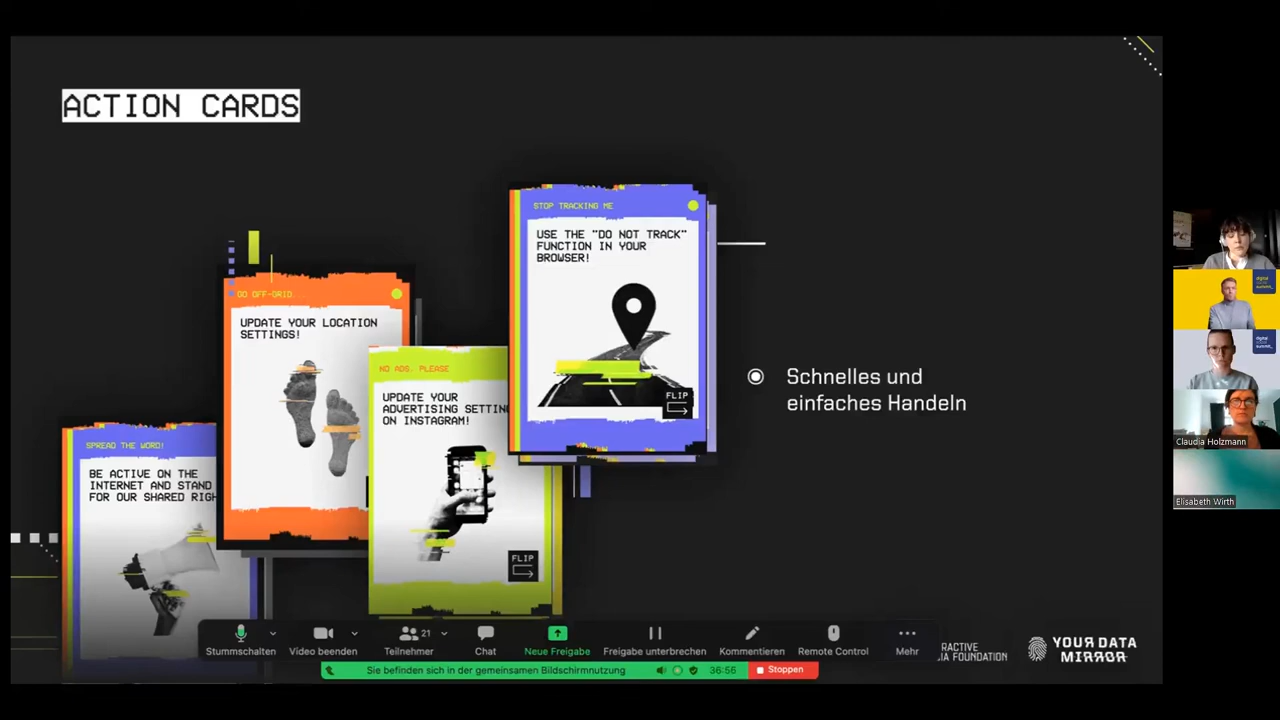 ACTION CARDS
STOP TRACKING ME
USE THE "DO NOT TRACK"
FUNCTION IN YOUR
BROWSER!
FLIP
GO OFF-GRID
UPDATE YOUR LOCATION
SETTINGS!
NO ADS, PLEASE
UPDATE YOUR
ADVERTISING SETTIN
ON INSTAGRAM!
FLIP
SPREAD THE WORD!
BE ACTIVE ON THE
INTERNET AND STAND
FOR OUR SHARED RIGH
Schnelles und
einfaches Handeln
Claudia Holzmann
Elisabeth Wirth
Stummschalten
Video beenden
21
Teilnehmer
Chat
Neue Freigabe
Freigabe unterbrechen
Kommentieren
Remote Control
Mehr
RACTIVE
IA FOUNDATION
YOUR DATA
MIRROR
Sie befinden sich in der gemeinsamen Bildschirmnutzung
36:56
Stoppen